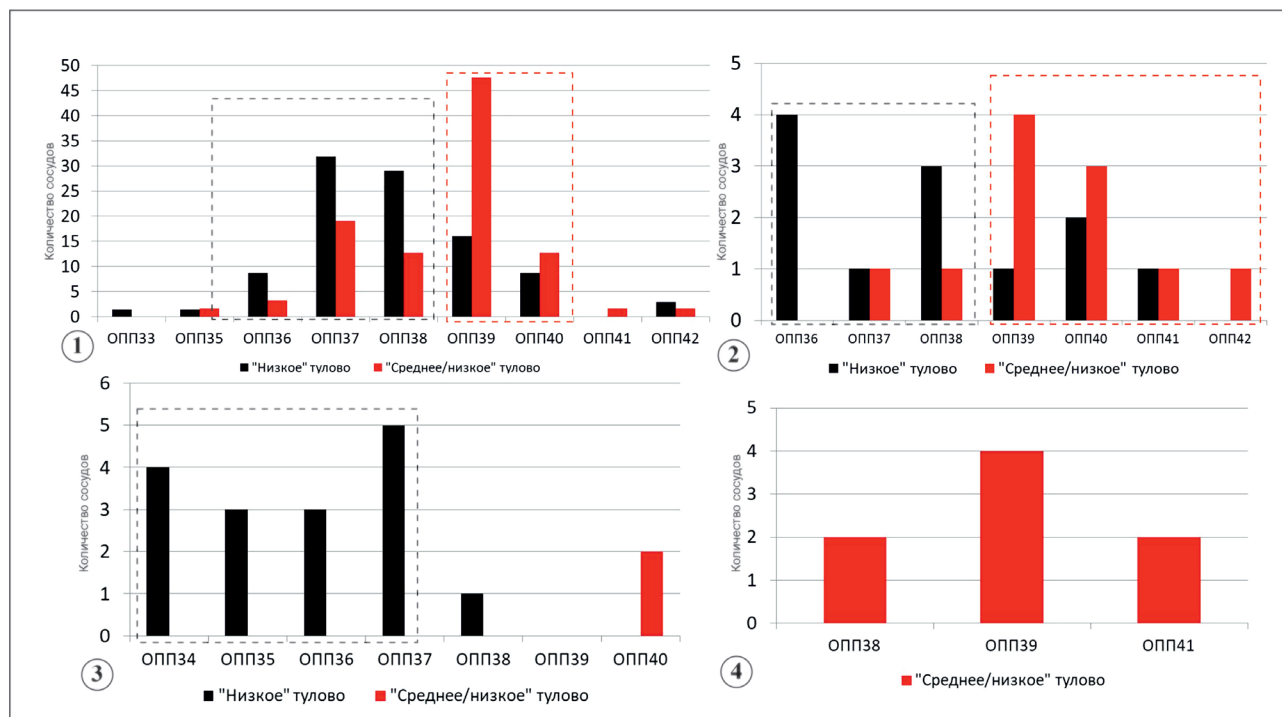 50
45
40
35
30
25
20
15
10
5
0
Количество сосудов
ОПП33 ОПП35 ОПП36 ОПП37 ОПП38 ОПП39 ОПП40 ОПП41 ОПП42
1
"Низкое" тулово "Среднее/низкое" тулово
5
4
3
2
1
0
Количество сосудов
ОПП36 ОПП37 ОПП38 ОПП39 ОПП40 ОПП41 ОПП42
2
"Низкое" тулово "Среднее/низкое" тулово
6
5
4
3
2
1
0
Количество сосудов
ОПП34 ОПП35 ОПП36 ОПП37 ОПП38 ОПП39 ОПП40
3
"Низкое" тулово "Среднее/низкое" тулово
5
4
3
2
1
0
Количество сосудов
ОПП38 ОПП39 ОПП41
4
"Среднее/низкое" тулово